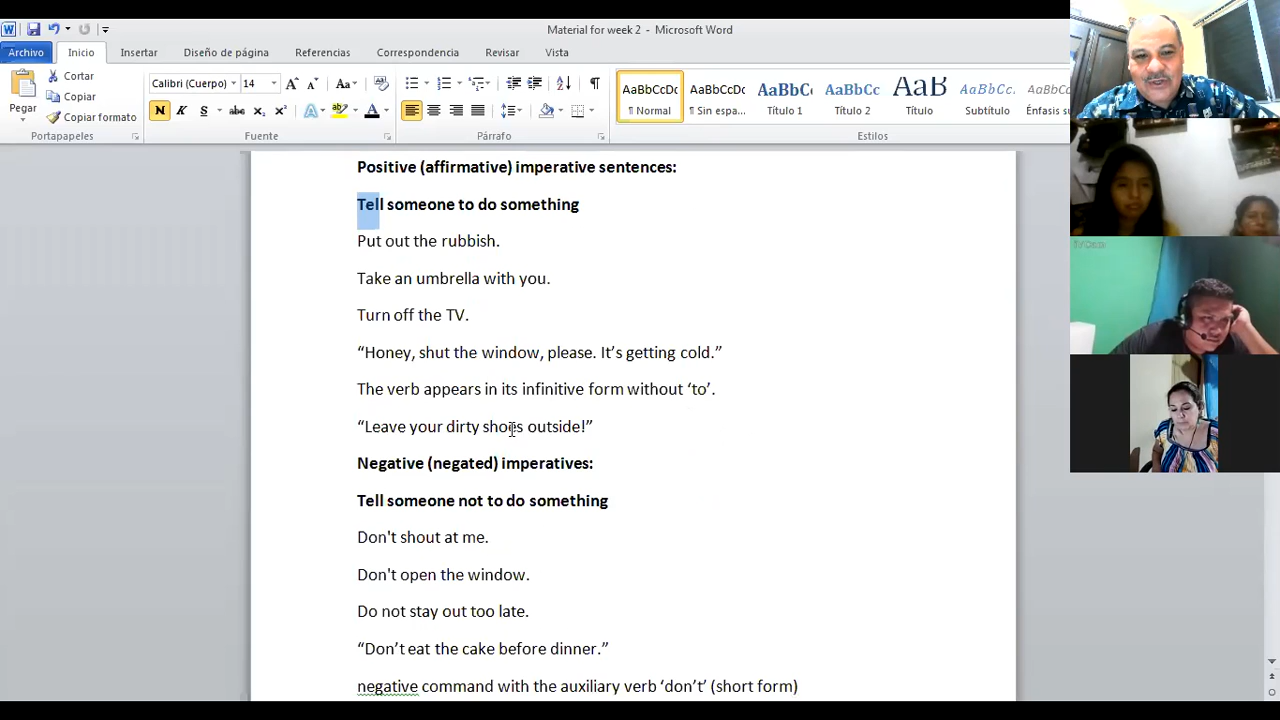 Material for week 2 - Microsoft Word
Archivo Inicio Insertar Diseño de página Referencias Correspondencia Revisar Vista
Pegar
Cortar
Copiar
Copiar formato
Portapapeles
Calibri (Cuerpo) 14
N K S abc x₂ x²
Fuente
Párrafo
AaBbCcDc AaBbCcDc AaBbC AaBbCc AaB AaBbCc. AaBbCc
¶ Normal ¶ Sin espa... Título 1 Título 2 Título Subtítulo Énfasis su
Estilos
Positive (affirmative) imperative sentences:
Tell someone to do something
Put out the rubbish.
Take an umbrella with you.
Turn off the TV.
“Honey, shut the window, please. It’s getting cold.”
The verb appears in its infinitive form without ‘to’.
“Leave your dirty shoes outside!”
Negative (negated) imperatives:
Tell someone not to do something
Don't shout at me.
Don't open the window.
Do not stay out too late.
“Don’t eat the cake before dinner.”
negative command with the auxiliary verb ‘don’t’ (short form)